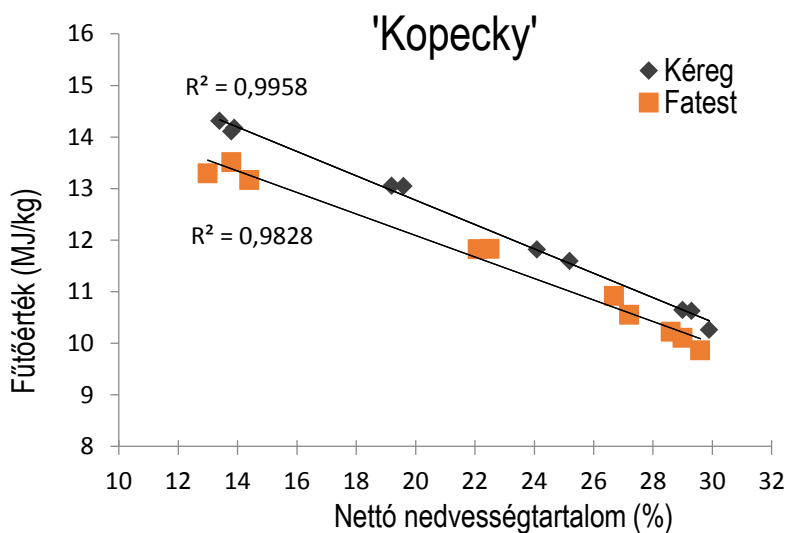 'Kopecky'
Kéreg
Fatest
R² = 0,9958
R² = 0,9828
Fűtőérték (MJ/kg)
16
15
14
13
12
11
10
9
8
10 12 14 16 18 20 22 24 26 28 30 32
Nettó nedvességtartalom (%)